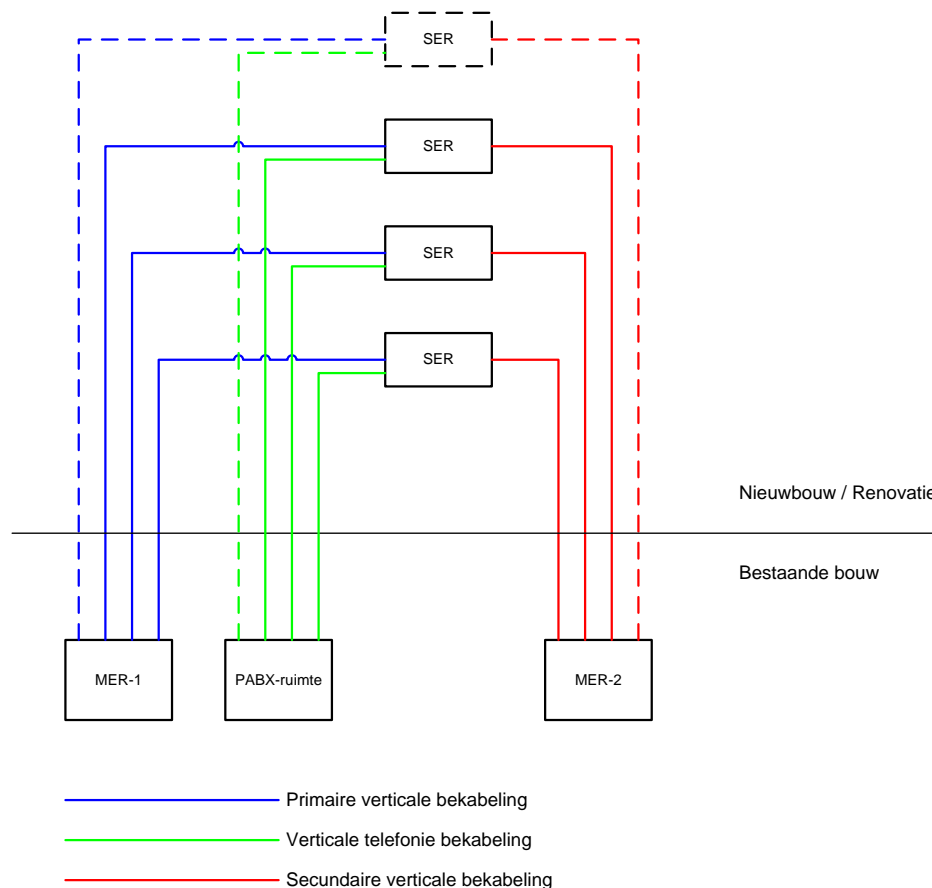 SER
SER
SER
SER
Nieuwbouw / Renovatie
Bestaande bouw
MER-1
PABX-ruimte
MER-2
Primaire verticale bekabeling
Verticale telefonie bekabeling
Secundaire verticale bekabeling